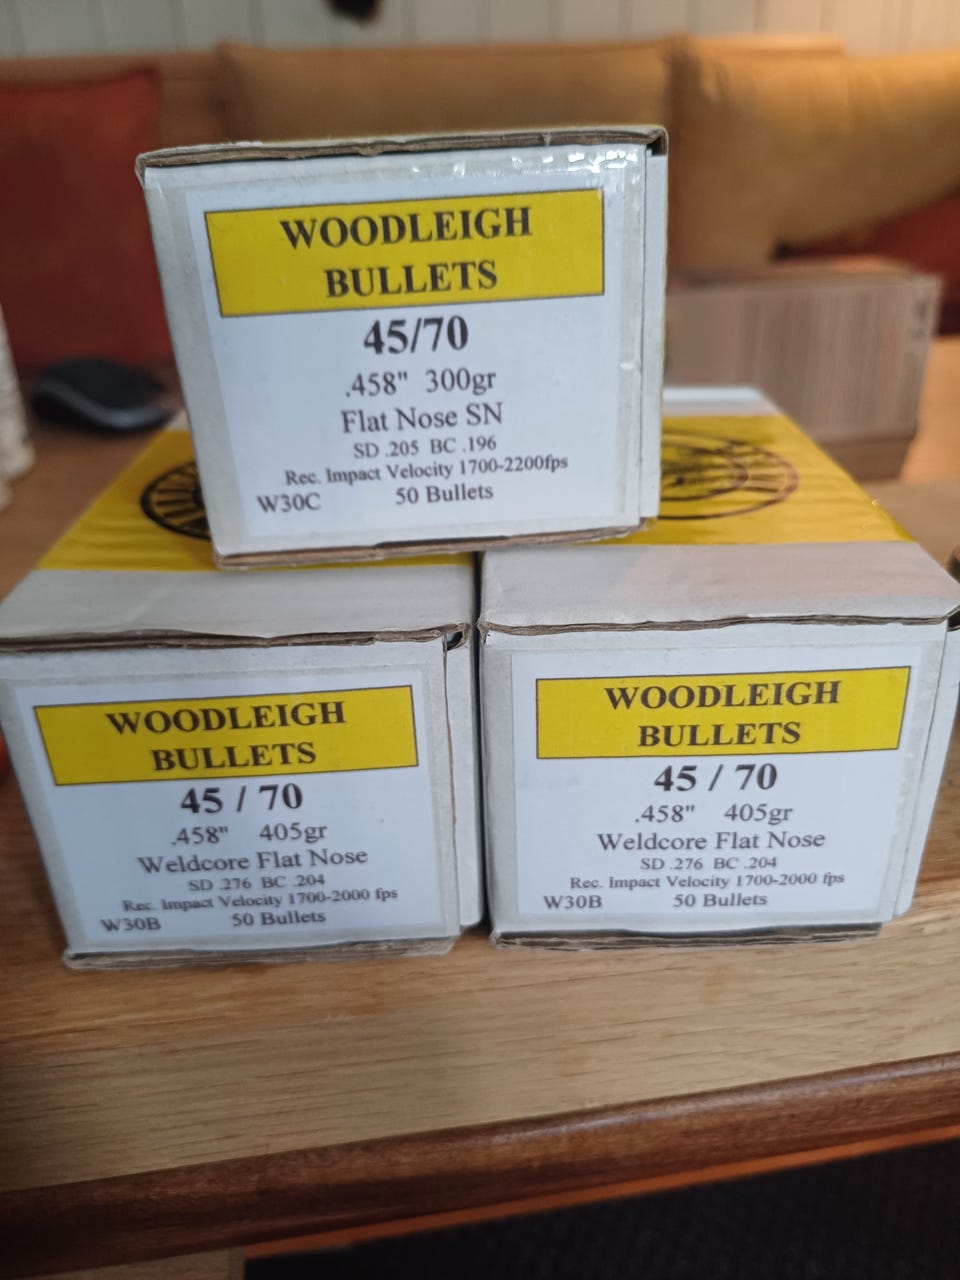 WOODLEIGH
BULLETS
45/70
.458" 300gr
Flat Nose SN
SD .205 BC .196
Rec. Impact Velocity 1700-2200fps
W30C 50 Bullets
WOODLEIGH
BULLETS
45 / 70
.458" 405gr
Weldcore Flat Nose
SD .276 BC .204
Rec. Impact Velocity 1700-2000 fps
W30B 50 Bullets
WOODLEIGH
BULLETS
45 / 70
.458" 405gr
Weldcore Flat Nose
SD .276 BC .204
Rec. Impact Velocity 1700-2000 fps
W30B 50 Bullets